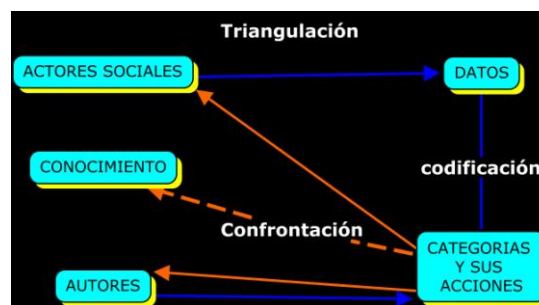 Triangulación
ACTORES SOCIALES
DATOS
CONOCIMIENTO
codificación
Confrontación
CATEGORIAS
Y SUS
ACCIONES
AUTORES